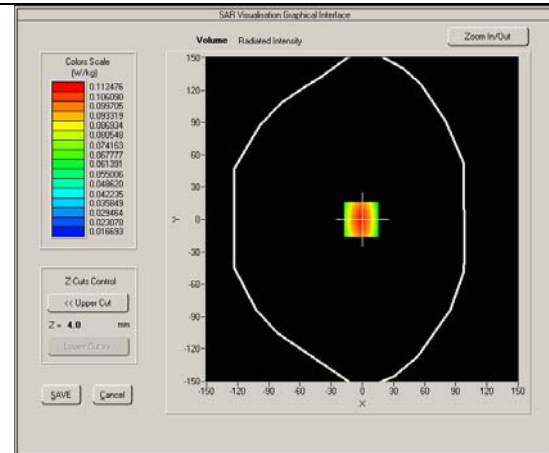 SAR Visualisation Graphical Interface
Volume Radiated Intensity
Zoom In/Out
Colors Scale
(W/kg)
0.112476
0.106090
0.099705
0.093319
0.086934
0.080548
0.074163
0.067777
0.061391
0.055006
0.048620
0.042235
0.035849
0.029464
0.023078
0.016693
150-
120-
90-
60-
30-
Y 0-
-30-
-60-
-90-
-120-
-150-
-150 -120 -90 -60 -30 0 30 60 90 120 150
X
Z Cuts Control
<< Upper Cut
Z = 4.0 mm
Lower Cut >>
SAVE Cancel